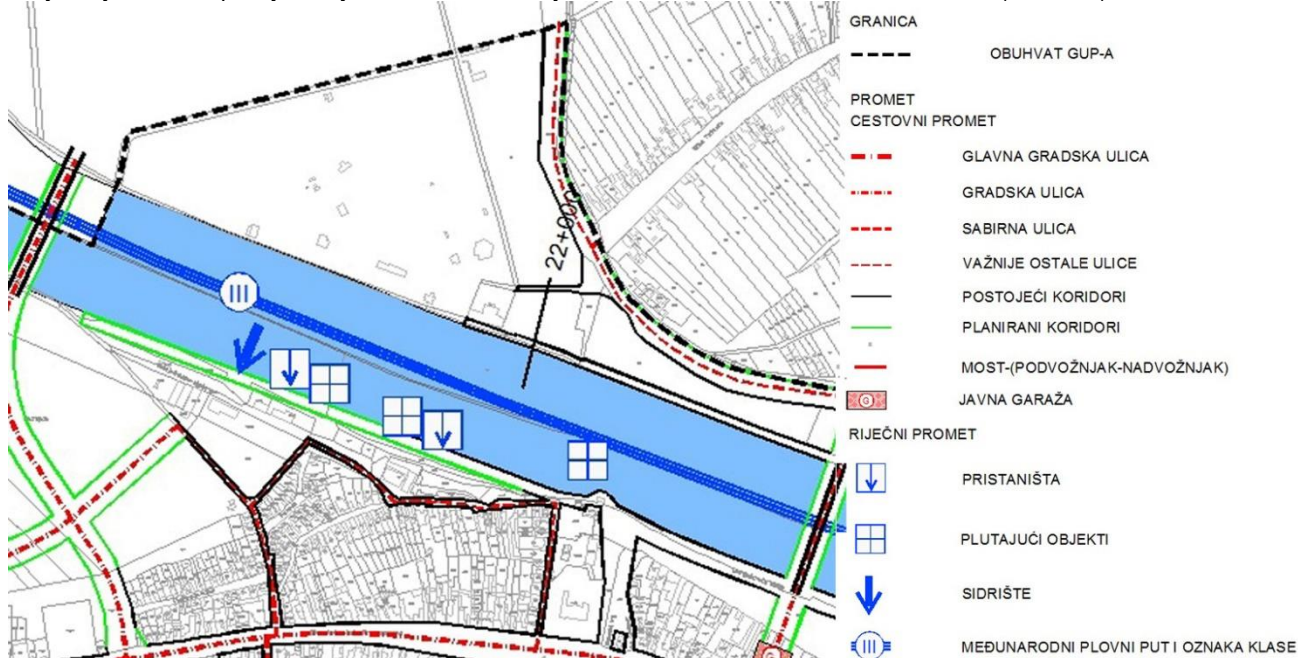 GRANICA
OBUHVAT GUP-A
PROMET
CESTOVNI PROMET
GLAVNA GRADSKA ULICA
GRADSKA ULICA
SABIRNA ULICA
VAŽNIJE OSTALE ULICE
POSTOJEĆI KORIDORI
PLANIRANI KORIDORI
MOST-(PODVOŽNJAK-NADVOŽNJAK)
G JAVNA GARAŽA
RIJEČNI PROMET
PRISTANIŠTA
PLUTAJUĆI OBJEKTI
SIDRIŠTE
III MEĐUNARODNI PLOVNI PUT I OZNAKA KLASE
22+000
III
G